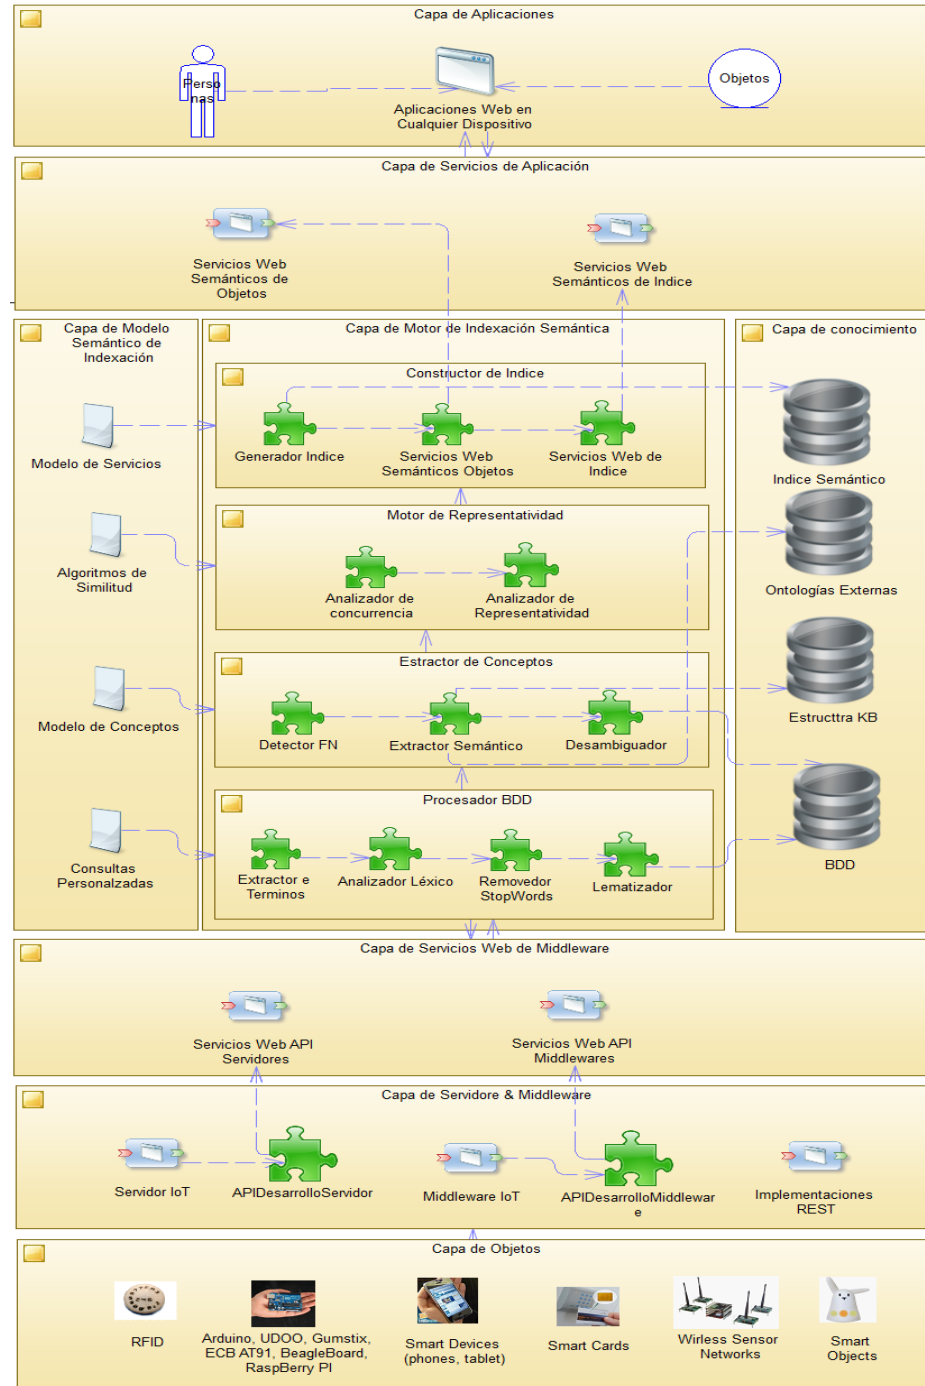 Capa de Aplicaciones
Perso
nas
Objetos
Aplicaciones Web en
Cualquier Dispositivo
Capa de Servicios de Aplicación
Servicios Web
Semánticos de
Objetos
Servicios Web
Semánticos de Indice
Capa de Modelo
Semántico de
Indexación
Modelo de Servicios
Algoritmos de
Similitud
Modelo de Conceptos
Consultas
Personalzadas
Capa de Motor de Indexación Semántica
Constructor de Indice
Generador Indice
Servicios Web
Semánticos Objetos
Servicios Web de
Indice
Motor de Representatividad
Analizador de
concurrencia
Analizador de
Representatividad
Estractor de Conceptos
Detector FN
Extractor Semántico
Desambiguador
Procesador BDD
Extractor e
Terminos
Analizador Léxico
Removedor
StopWords
Lematizador
Capa de conocimiento
Indice Semántico
Ontologías Externas
Estructtra KB
BDD
Capa de Servicios Web de Middleware
Servicios Web API
Servidores
Servicios Web API
Middlewares
Capa de Servidore & Middleware
Servidor IoT
APIDesarrolloServidor
Middleware IoT
APIDesarrolloMiddlewar
e
Implementaciones
REST
Capa de Objetos
RFID
Arduino, UDOO, Gumstix,
ECB AT91, BeagleBoard,
RaspBerry PI
Smart Devices
(phones, tablet)
Smart Cards
Wirless Sensor
Networks
Smart
Objects